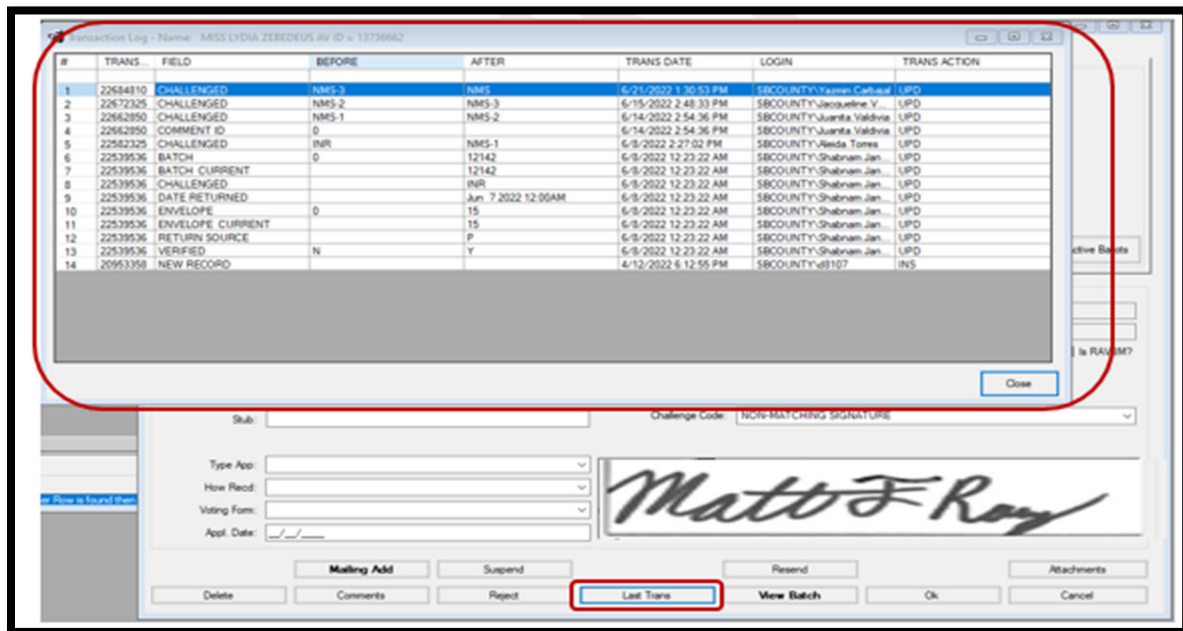 Transaction Log - Name: MISS LYDIA ZEBEDEUS AV ID = 13736662
# TRANS... FIELD BEFORE AFTER TRANS DATE LOGIN TRANS ACTION
1 22684810 CHALLENGED NMS-3 NMS 6/21/2022 1:30:53 PM SBCOUNTY\Yazmin.Carbajal UPD
2 22672325 CHALLENGED NMS-2 NMS-3 6/15/2022 2:48:33 PM SBCOUNTY\Jacqueline.V... UPD
3 22662850 CHALLENGED NMS-1 NMS-2 6/14/2022 2:54:36 PM SBCOUNTY\Juanita.Valdivia UPD
4 22662850 COMMENT ID 0 6/14/2022 2:54:36 PM SBCOUNTY\Juanita.Valdivia UPD
5 22582325 CHALLENGED INR NMS-1 6/8/2022 2:27:02 PM SBCOUNTY\Aleida.Torres UPD
6 22539536 BATCH 0 12142 6/8/2022 12:23:22 AM SBCOUNTY\Shabnam.Jan... UPD
7 22539536 BATCH_CURRENT 12142 6/8/2022 12:23:22 AM SBCOUNTY\Shabnam.Jan... UPD
8 22539536 CHALLENGED INR 6/8/2022 12:23:22 AM SBCOUNTY\Shabnam.Jan... UPD
9 22539536 DATE RETURNED Jun 7 2022 12:00AM 6/8/2022 12:23:22 AM SBCOUNTY\Shabnam.Jan... UPD
10 22539536 ENVELOPE 0 15 6/8/2022 12:23:22 AM SBCOUNTY\Shabnam.Jan... UPD
11 22539536 ENVELOPE_CURRENT 15 6/8/2022 12:23:22 AM SBCOUNTY\Shabnam.Jan... UPD
12 22539536 RETURN SOURCE P 6/8/2022 12:23:22 AM SBCOUNTY\Shabnam.Jan... UPD
13 22539536 VERIFIED N Y 6/8/2022 12:23:22 AM SBCOUNTY\Shabnam.Jan... UPD
14 20953358 NEW RECORD 4/12/2022 6:12:55 PM SBCOUNTY\d8107 INS
ctive Ballots
Is RAVBM?
Close
Stub: Challenge Code: NON-MATCHING SIGNATURE
Type App:
How Recd:
er Row is found then
Voting Form:
Appl. Date: __/__/____
Matt F Ray
Mailing Add Suspend Resend Attachments
Delete Comments Reject Last Trans View Batch Ok Cancel